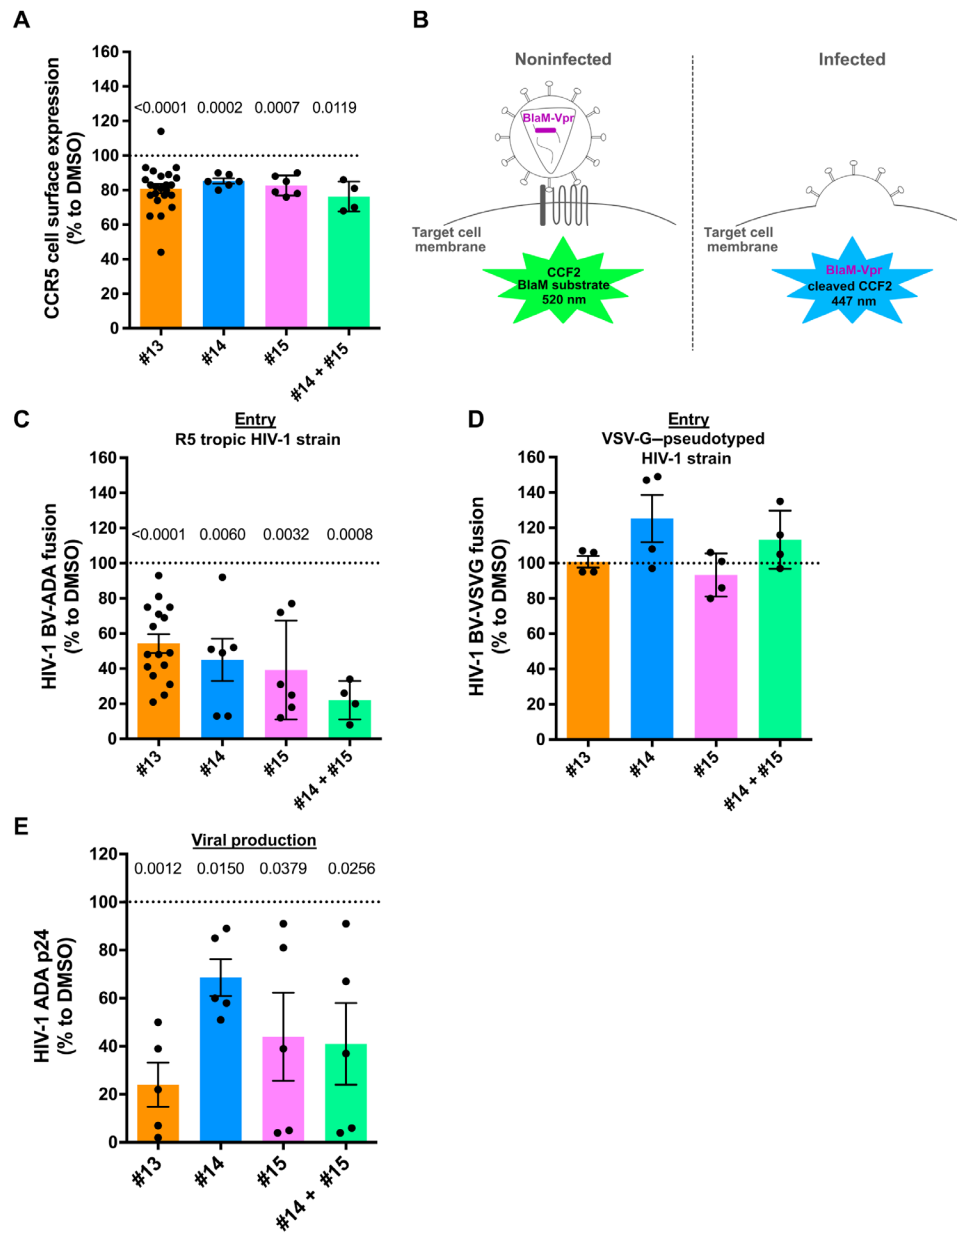 A
CCR5 cell surface expression
(% to DMSO)
160
140
120
100
80
60
40
20
0
<0.0001 0.0002 0.0007 0.0119
#13
#14
#15
#14 + #15
B
Noninfected
Infected
BlaM-Vpr
Target cell
membrane
CCF2
BlaM substrate
520 nm
Target cell
membrane
BlaM-Vpr
cleaved CCF2
447 nm
C
Entry
R5 tropic HIV-1 strain
HIV-1 BV-ADA fusion
(% to DMSO)
160
140
120
100
80
60
40
20
0
<0.0001 0.0060 0.0032 0.0008
#13
#14
#15
#14 + #15
D
Entry
VSV-G–pseudotyped
HIV-1 strain
HIV-1 BV-VSVG fusion
(% to DMSO)
160
140
120
100
80
60
40
20
0
#13
#14
#15
#14 + #15
E
Viral production
HIV-1 ADA p24
(% to DMSO)
120
100
80
60
40
20
0
0.0012 0.0150 0.0379 0.0256
#13
#14
#15
#14 + #15